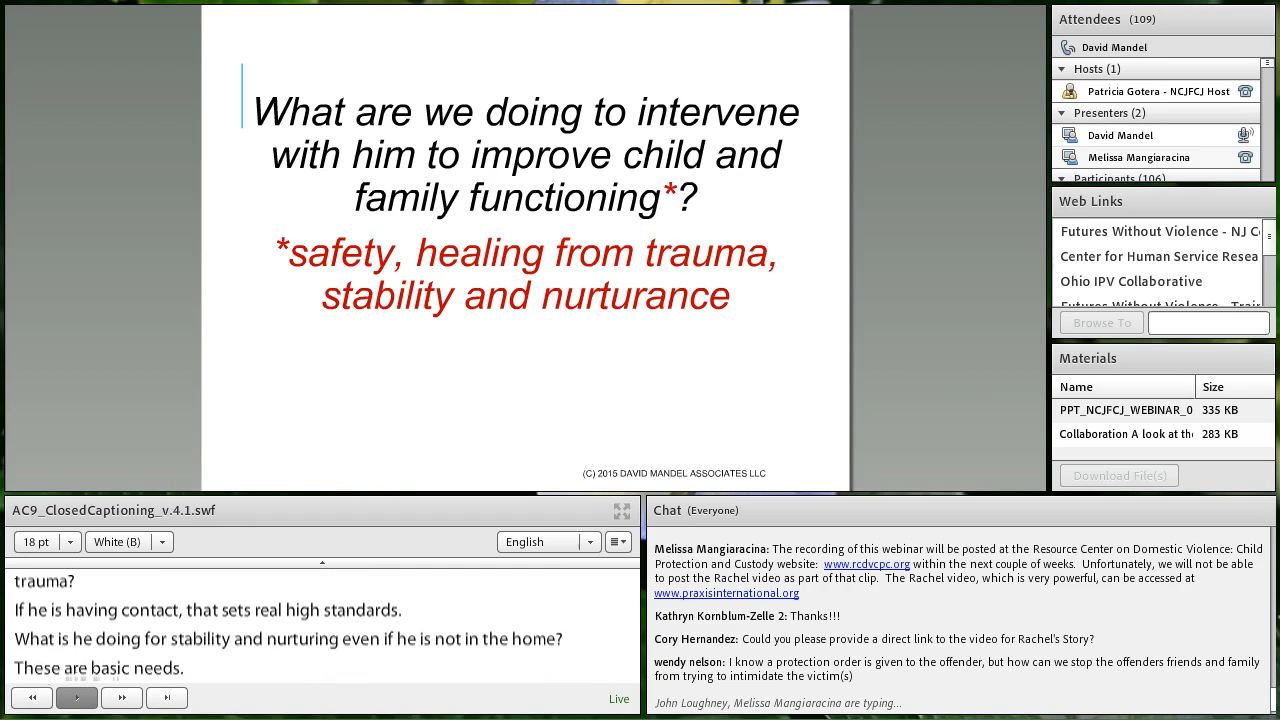 What are we doing to intervene
with him to improve child and
family functioning*?
*safety, healing from trauma,
stability and nurturance
(C) 2015 DAVID MANDEL ASSOCIATES LLC
Attendees (109)
David Mandel
Hosts (1)
Patricia Gotera - NCJFCJ Host
Presenters (2)
David Mandel
Melissa Mangiaracina
Participants (106)
Web Links
Futures Without Violence - NJ
Center for Human Service Resea
Ohio IPV Collaborative
Futures Without Violence - Trai
Browse To
Materials
Name Size
PPT_NCJFCJ_WEBINAR_0 335 KB
Collaboration A look at the 283 KB
Download File(s)
AC9_ClosedCaptioning_v.4.1.swf
18 pt White (B) English
trauma?
If he is having contact, that sets real high standards.
What is he doing for stability and nurturing even if he is not in the home?
These are basic needs.
Live
Chat (Everyone)
Melissa Mangiaracina: The recording of this webinar will be posted at the Resource Center on Domestic Violence: Child
Protection and Custody website: www.rcdvcpc.org within the next couple of weeks. Unfortunately, we will not be able
to post the Rachel video as part of that clip. The Rachel video, which is very powerful, can be accessed at
www.praxisinternational.org
Kathryn Kornblum-Zelle 2: Thanks!!!
Cory Hernandez: Could you please provide a direct link to the video for Rachel's Story?
wendy nelson: I know a protection order is given to the offender, but how can we stop the offenders friends and family
from trying to intimidate the victim(s)
John Loughney, Melissa Mangiaracina are typing...